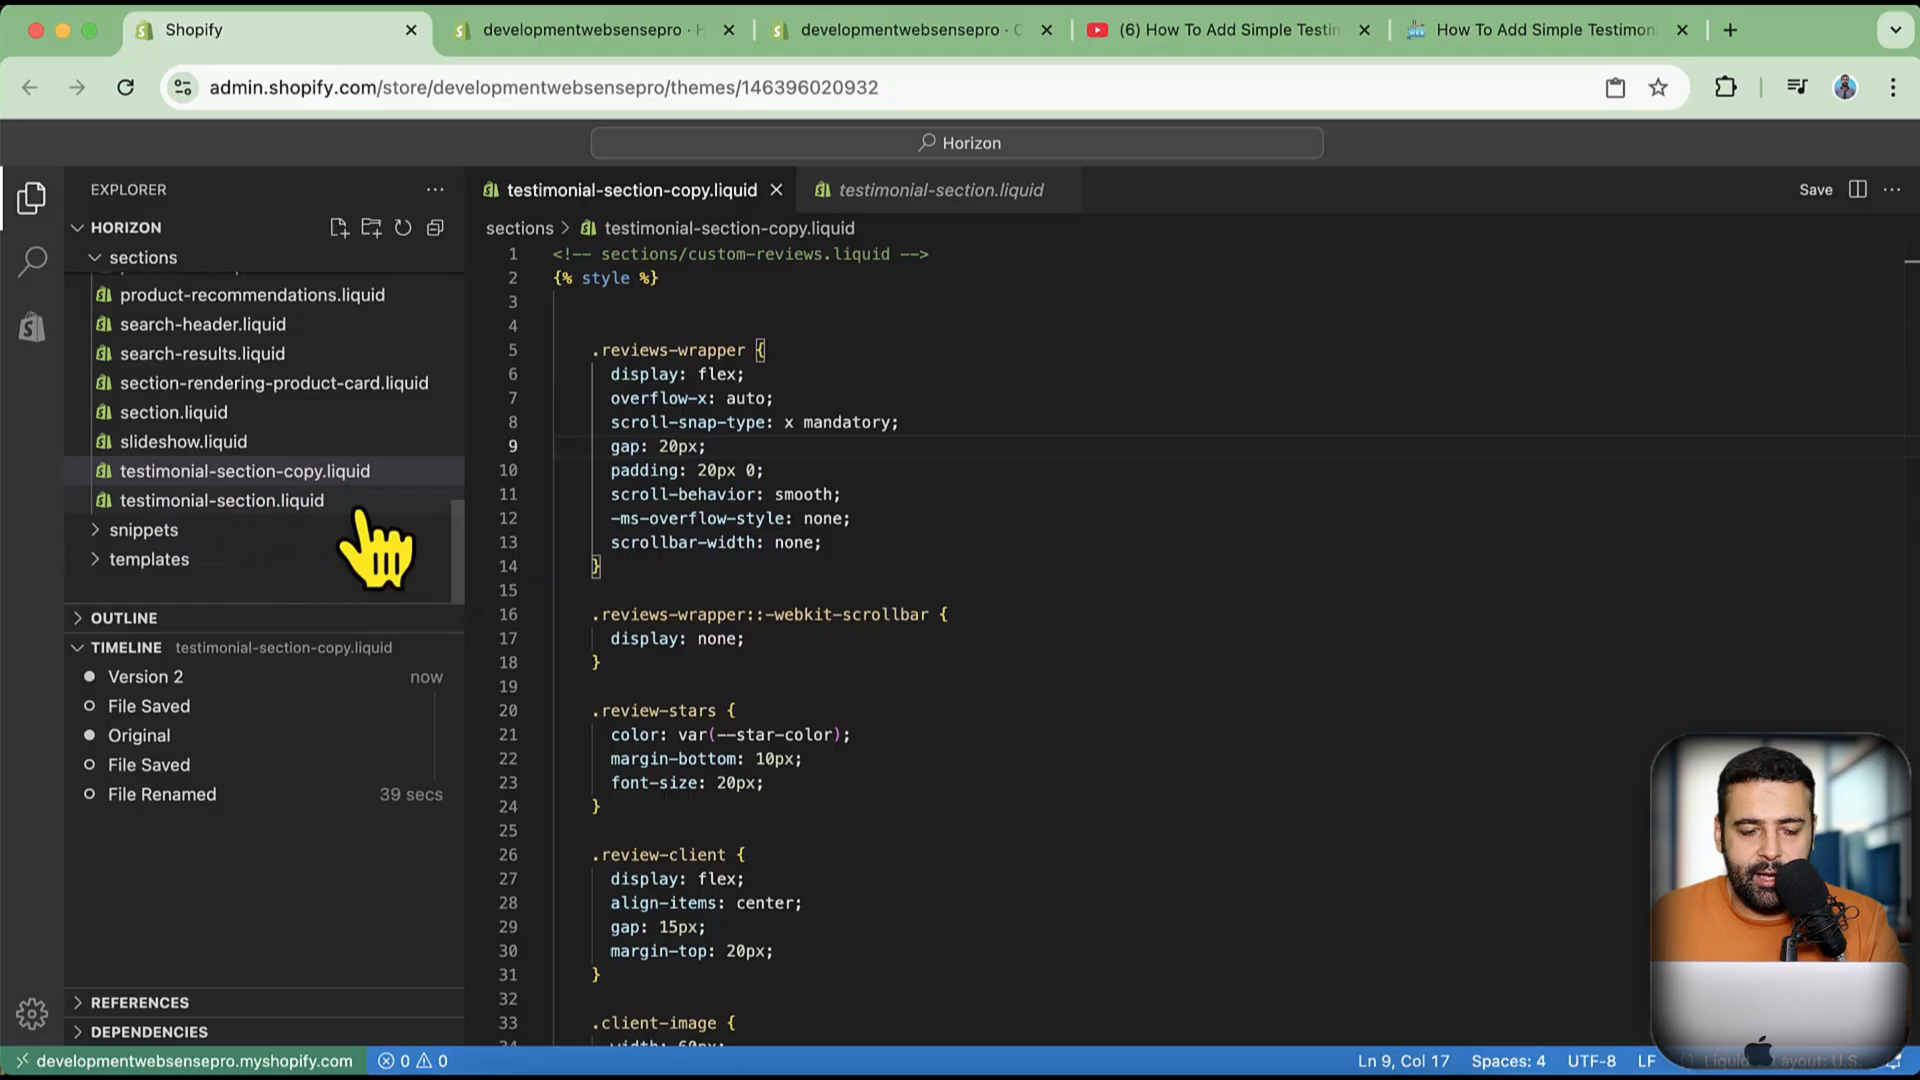 Shopify
developmentwebsensepro · H
developmentwebsensepro · C
(6) How To Add Simple Testin
How To Add Simple Testimon
admin.shopify.com/store/developmentwebsensepro/themes/146396020932
Horizon
EXPLORER
HORIZON
sections
product-recommendations.liquid
search-header.liquid
search-results.liquid
section-rendering-product-card.liquid
section.liquid
slideshow.liquid
testimonial-section-copy.liquid
testimonial-section.liquid
snippets
templates
OUTLINE
TIMELINE testimonial-section-copy.liquid
Version 2 now
File Saved
Original
File Saved
File Renamed 39 secs
REFERENCES
DEPENDENCIES
testimonial-section-copy.liquid
testimonial-section.liquid
Save
sections > testimonial-section-copy.liquid
1 <!-- sections/custom-reviews.liquid -->
2 {% style %}
3
4
5 .reviews-wrapper {
6 display: flex;
7 overflow-x: auto;
8 scroll-snap-type: x mandatory;
9 gap: 20px;
10 padding: 20px 0;
11 scroll-behavior: smooth;
12 -ms-overflow-style: none;
13 scrollbar-width: none;
14 }
15
16 .reviews-wrapper::-webkit-scrollbar {
17 display: none;
18 }
19
20 .review-stars {
21 color: var(--star-color);
22 margin-bottom: 10px;
23 font-size: 20px;
24 }
25
26 .review-client {
27 display: flex;
28 align-items: center;
29 gap: 15px;
30 margin-top: 20px;
31 }
32
33 .client-image {
34 width: 60px;
developmentwebsensepro.myshopify.com 0 0
Ln 9, Col 17 Spaces: 4 UTF-8 LF Liquid Layout: U.S.